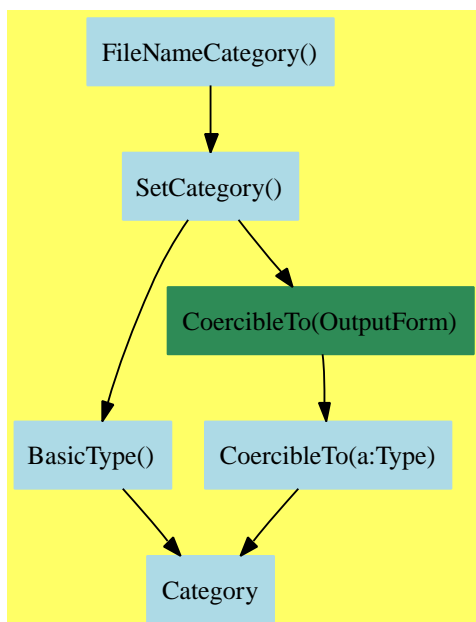 FileNameCategory()
SetCategory()
CoercibleTo(OutputForm)
BasicType()
CoercibleTo(a:Type)
Category